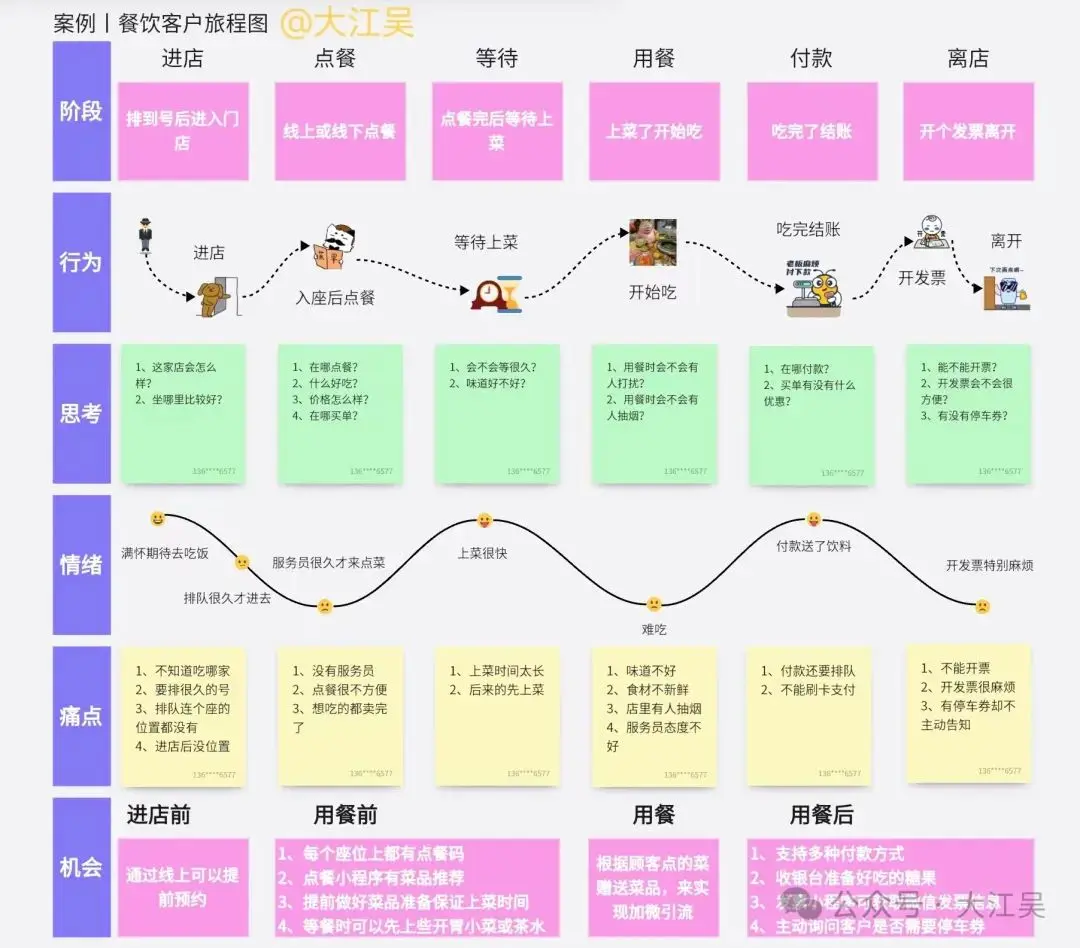 案例丨餐饮客户旅程图
@大江吴
进店
点餐
等待
用餐
付款
离店
阶段
排到号后进入门
店
线上或线下点餐
点餐完后等待上
菜
上菜了开始吃
吃完了结账
开个发票离开
行为
进店
菜单
入座后点餐
等待上菜
开始吃
吃完结账
老板麻烦
付下款
开发票
离开
思考
1、这家店会怎么
样?
2、坐哪里比较好?
136****6577
1、在哪点餐?
2、什么好吃?
3、价格怎么样?
4、在哪买单?
136****6577
1、会不会等很久?
2、味道好不好?
136****6577
1、用餐时会不会有
人打扰?
2、用餐时会不会有
人抽烟?
136****6577
1、在哪付款?
2、买单有没有什么
优惠?
136****6577
1、能不能开票?
2、开发票会不会很
方便?
3、有没有停车券?
136****6577
情绪
满怀期待去吃饭
排队很久才进去
服务员很久才来点菜
上菜很快
难吃
付款送了饮料
开发票特别麻烦
痛点
1、不知道吃哪家
2、要排很久的号
3、排队连个座的
位置都没有
4、进店后没位置
136****6577
1、没有服务员
2、点餐很不方便
3、想吃的都卖完
了
136****6577
1、上菜时间太长
2、后来的先上菜
136****6577
1、味道不好
2、食材不新鲜
3、店里有人抽烟
4、服务员态度不
好
136****6577
1、付款还要排队
2、不能刷卡支付
136****6577
1、不能开票
2、开发票很麻烦
3、有停车券却不
主动告知
136****6577
机会
进店前
通过线上可以提
前预约
用餐前
1、每个座位上都有点餐码
2、点餐小程序有菜品推荐
3、提前做好菜品准备保证上菜时间
4、等餐时可以先上些开胃小菜或茶水
用餐
根据顾客点的菜
赠送菜品，来实
现加微引流
用餐后
1、支持多种付款方式
2、收银台准备好吃的糖果
3、
4、主动询问客户是否需要停车券
公众号 · 大江吴